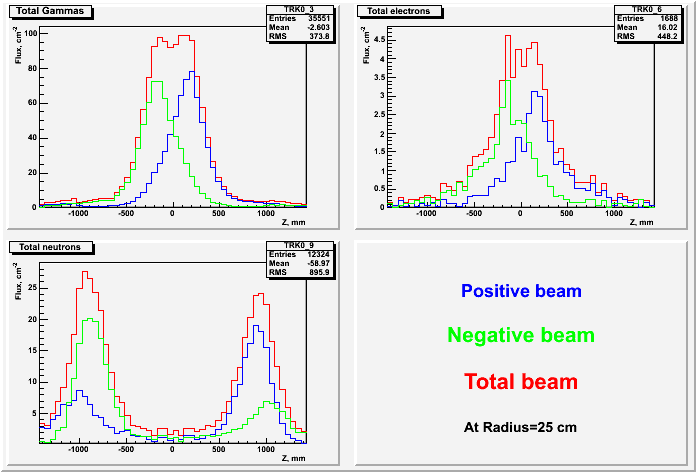 Total Gammas
TRK0_3
Entries 35551
Mean -2.603
RMS 373.8
Flux, cm-2
100
80
60
40
20
0
-1000 -500 0 500 1000
Z, mm
Total electrons
TRK0_6
Entries 1688
Mean 16.02
RMS 448.2
Flux, cm-2
4.5
4
3.5
3
2.5
2
1.5
1
0.5
0
-1000 -500 0 500 1000
Z, mm
Total neutrons
TRK0_9
Entries 12324
Mean -58.97
RMS 895.9
Flux, cm-2
25
20
15
10
5
-1000 -500 0 500 1000
Z, mm
Positive beam
Negative beam
Total beam
At Radius=25 cm